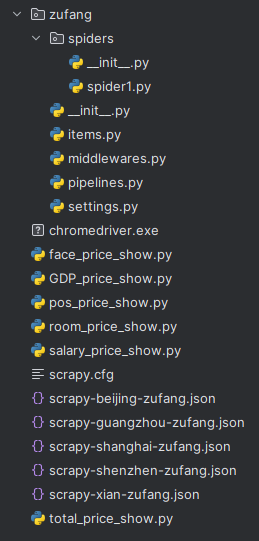 zufang
spiders
__init__.py
spider1.py
__init__.py
items.py
middlewares.py
pipelines.py
settings.py
chromedriver.exe
face_price_show.py
GDP_price_show.py
pos_price_show.py
room_price_show.py
salary_price_show.py
scrapy.cfg
scrapy-beijing-zufang.json
scrapy-guangzhou-zufang.json
scrapy-shanghai-zufang.json
scrapy-shenzhen-zufang.json
scrapy-xian-zufang.json
total_price_show.py